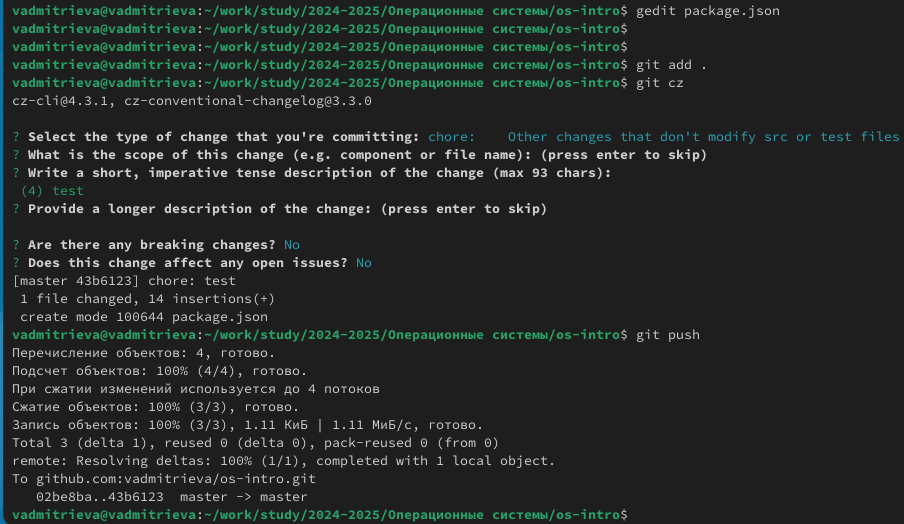 vadmitrieva@vadmitrieva:~/work/study/2024-2025/Операционные системы/os-intro$ gedit package.json
vadmitrieva@vadmitrieva:~/work/study/2024-2025/Операционные системы/os-intro$
vadmitrieva@vadmitrieva:~/work/study/2024-2025/Операционные системы/os-intro$
vadmitrieva@vadmitrieva:~/work/study/2024-2025/Операционные системы/os-intro$ git add .
vadmitrieva@vadmitrieva:~/work/study/2024-2025/Операционные системы/os-intro$ git cz
cz-cli@4.3.1, cz-conventional-changelog@3.3.0
? Select the type of change that you're committing: chore:    Other changes that don't modify src or test files
? What is the scope of this change (e.g. component or file name): (press enter to skip)
? Write a short, imperative tense description of the change (max 93 chars):
 (4) test
? Provide a longer description of the change: (press enter to skip)
? Are there any breaking changes? No
? Does this change affect any open issues? No
[master 43b6123] chore: test
 1 file changed, 14 insertions(+)
 create mode 100644 package.json
vadmitrieva@vadmitrieva:~/work/study/2024-2025/Операционные системы/os-intro$ git push
Перечисление объектов: 4, готово.
Подсчет объектов: 100% (4/4), готово.
При сжатии изменений используется до 4 потоков
Сжатие объектов: 100% (3/3), готово.
Запись объектов: 100% (3/3), 1.11 КиБ | 1.11 МиБ/с, готово.
Total 3 (delta 1), reused 0 (delta 0), pack-reused 0 (from 0)
remote: Resolving deltas: 100% (1/1), completed with 1 local object.
To github.com:vadmitrieva/os-intro.git
   02be8ba..43b6123  master -> master
vadmitrieva@vadmitrieva:~/work/study/2024-2025/Операционные системы/os-intro$